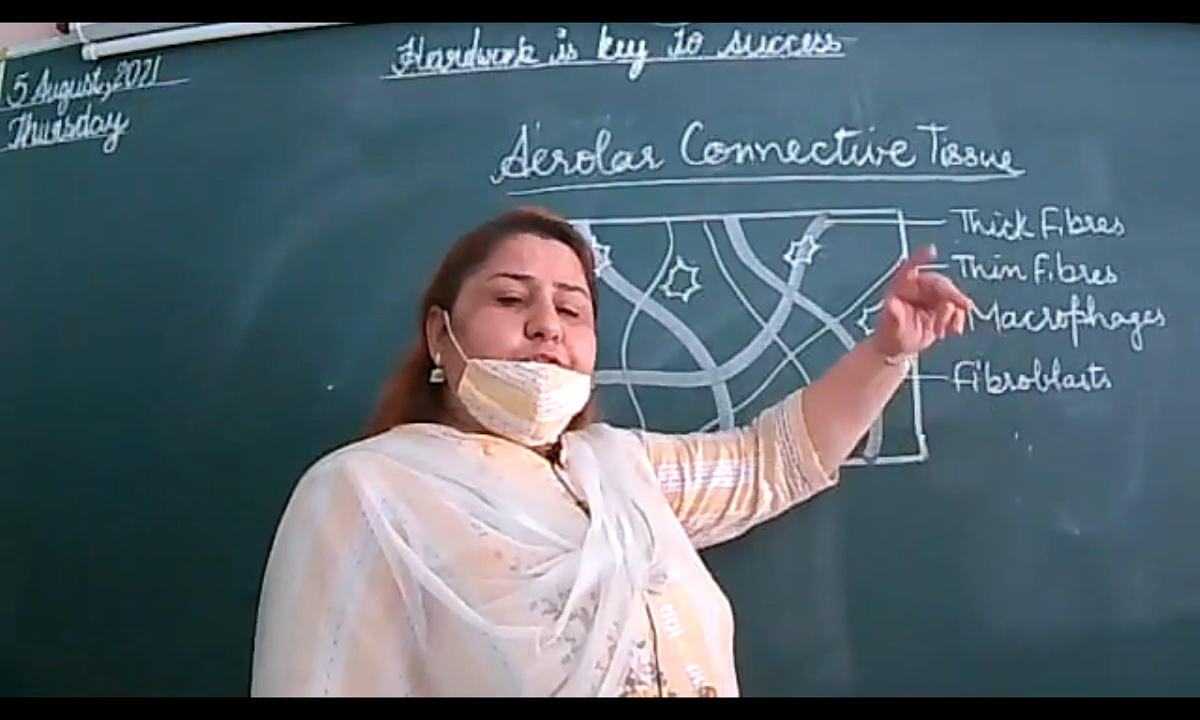 Hardwork is key to success
5 August, 2021
Thursday
Aerolar Connective Tissue
Thick Fibres
Thin Fibres
Macrophages
Fibroblasts